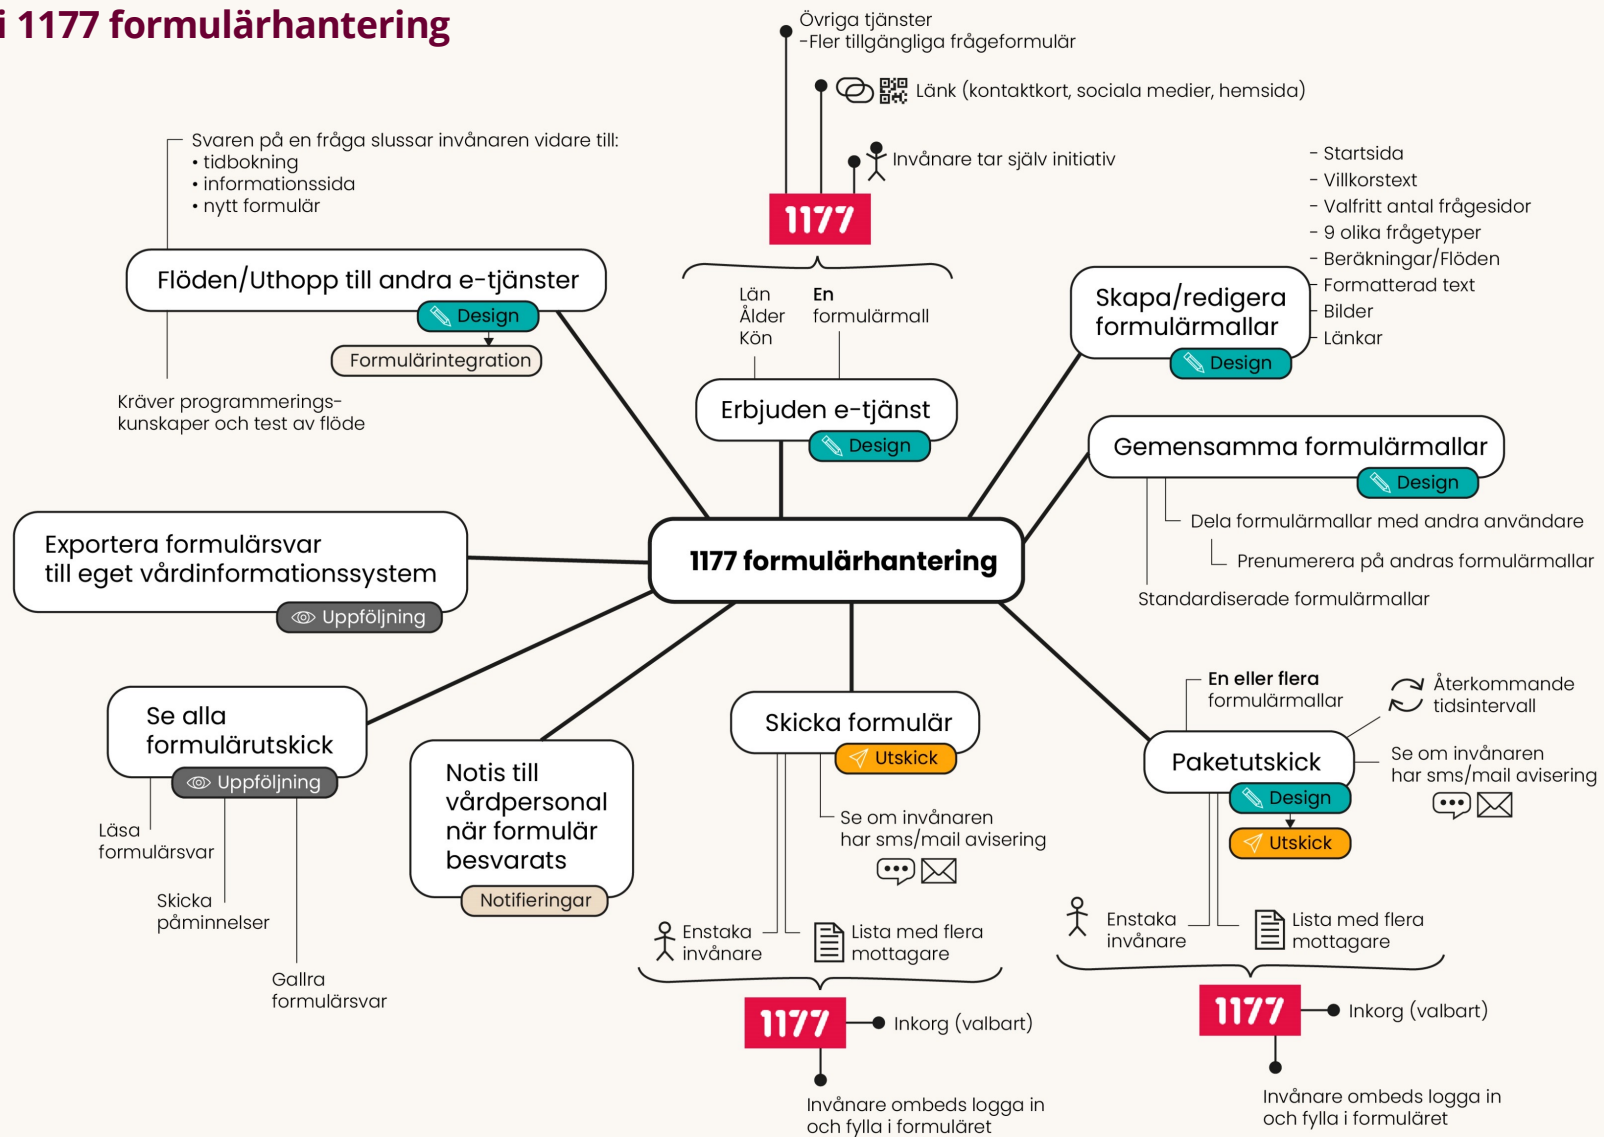 i 1177 formulärhantering
Övriga tjänster
-Fler tillgängliga frågeformulär
Länk (kontaktkort, sociala medier, hemsida)
Invånare tar själv initiativ
1177
Län
Ålder
Kön
En
formulärmall
Erbjuden e-tjänst
Design
Svaren på en fråga slussar invånaren vidare till:
• tidbokning
• informationssida
• nytt formulär
Flöden/Uthopp till andra e-tjänster
Design
Formulärintegration
Kräver programmerings-
kunskaper och test av flöde
- Startsida
- Villkorstext
- Valfritt antal frågesidor
- 9 olika frågetyper
- Beräkningar/Flöden
- Formatterad text
- Bilder
- Länkar
Skapa/redigera
formulärmallar
Design
Gemensamma formulärmallar
Design
Dela formulärmallar med andra användare
Prenumerera på andras formulärmallar
Standardiserade formulärmallar
1177 formulärhantering
Exportera formulärsvar
till eget vårdinformationssystem
Uppföljning
Se alla
formulärutskick
Uppföljning
Läsa
formulärsvar
Skicka
påminnelser
Gallra
formulärsvar
Notis till
vårdpersonal
när formulär
besvarats
Notifieringar
Skicka formulär
Utskick
Se om invånaren
har sms/mail avisering
Enstaka
invånare
Lista med flera
mottagare
1177
Inkorg (valbart)
Invånare ombeds logga in
och fylla i formuläret
En eller flera
formulärmallar
Återkommande
tidsintervall
Paketutskick
Design
Utskick
Se om invånaren
har sms/mail avisering
Enstaka
invånare
Lista med flera
mottagare
1177
Inkorg (valbart)
Invånare ombeds logga in
och fylla i formuläret